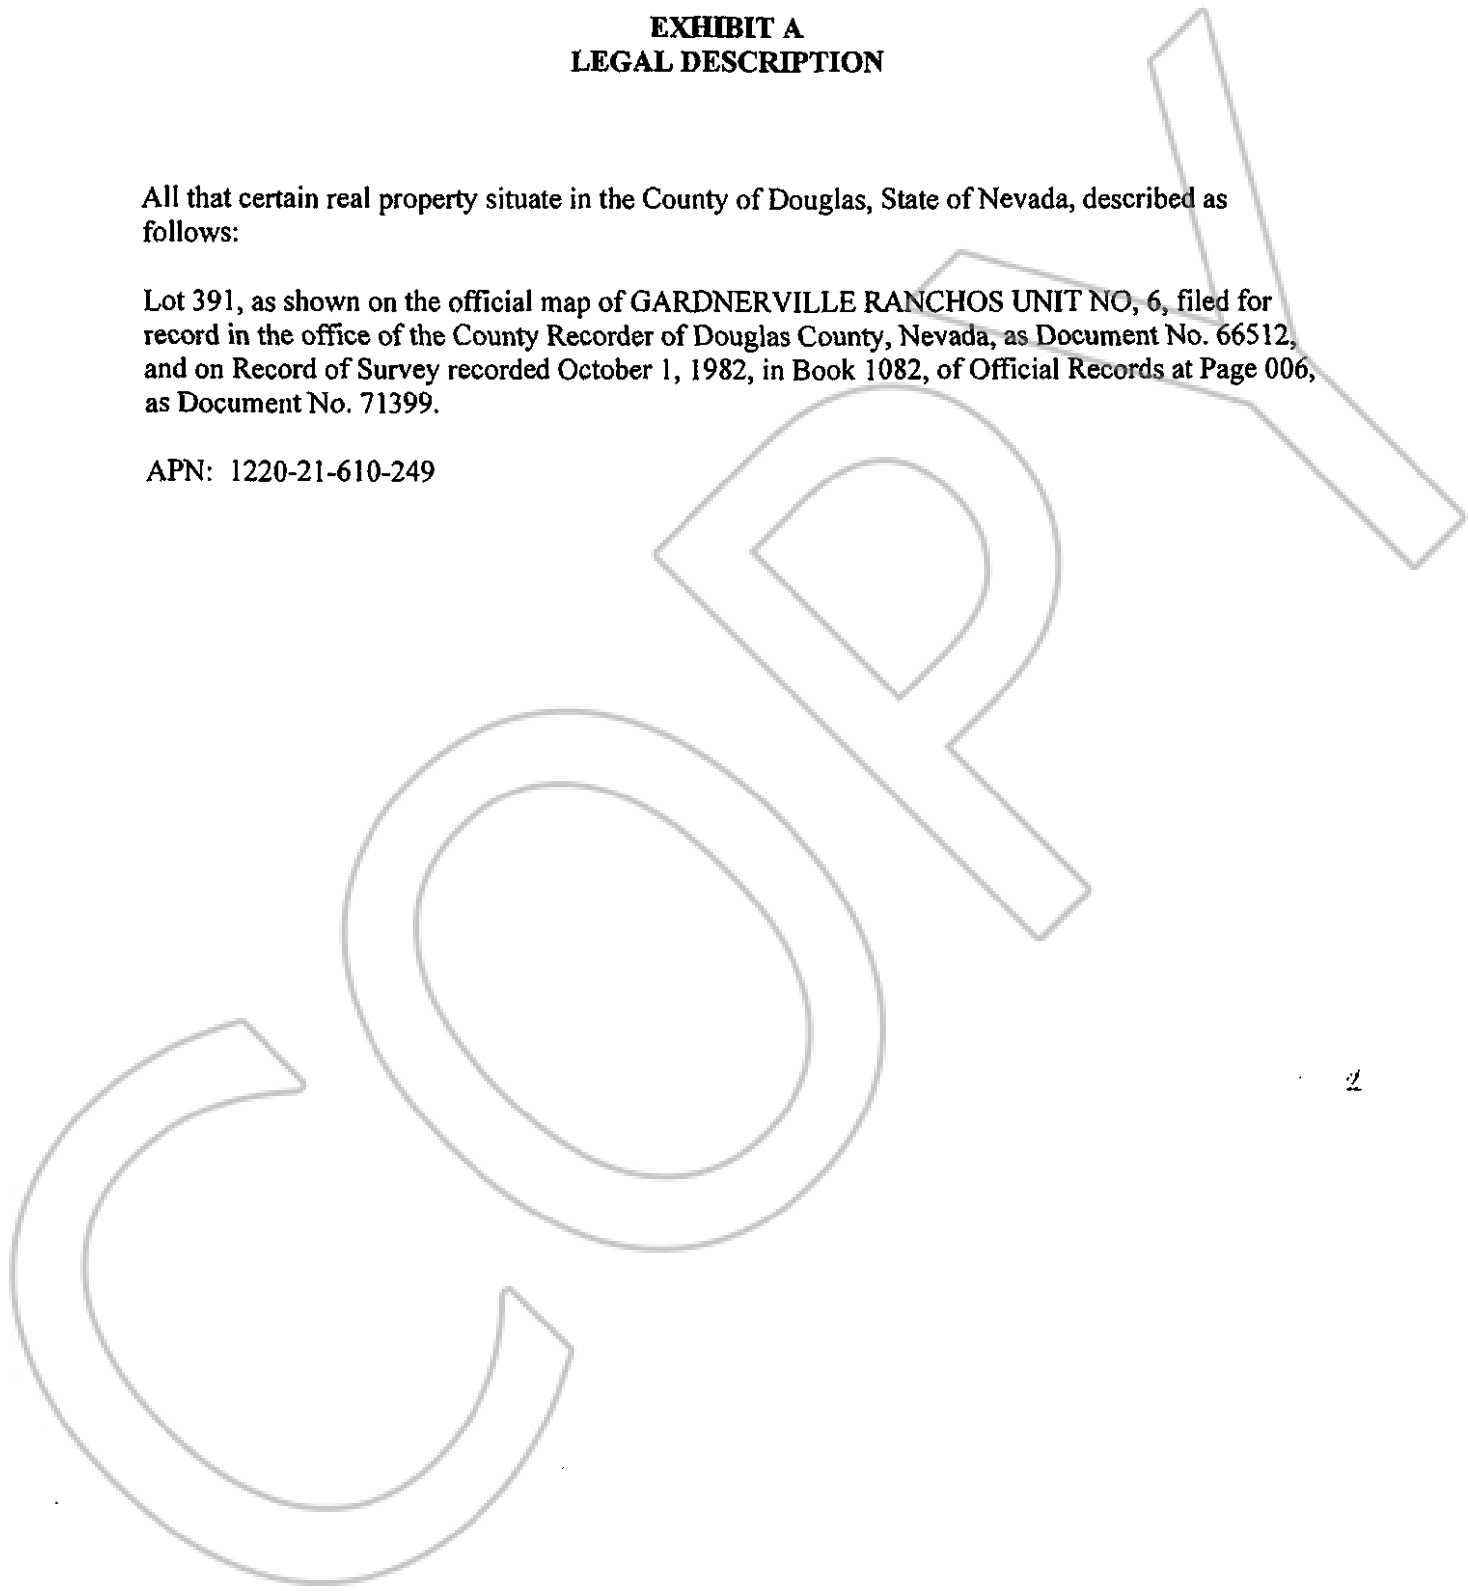 EXHIBIT A
LEGAL DESCRIPTION
All that certain real property situate in the County of Douglas, State of Nevada, described as
follows:
Lot 391, as shown on the official map of GARDNERVILLE RANCHOS UNIT NO, 6, filed for
record in the office of the County Recorder of Douglas County, Nevada, as Document No. 66512,
and on Record of Survey recorded October 1, 1982, in Book 1082, of Official Records at Page 006,
as Document No. 71399.
APN: 1220-21-610-249
COPY